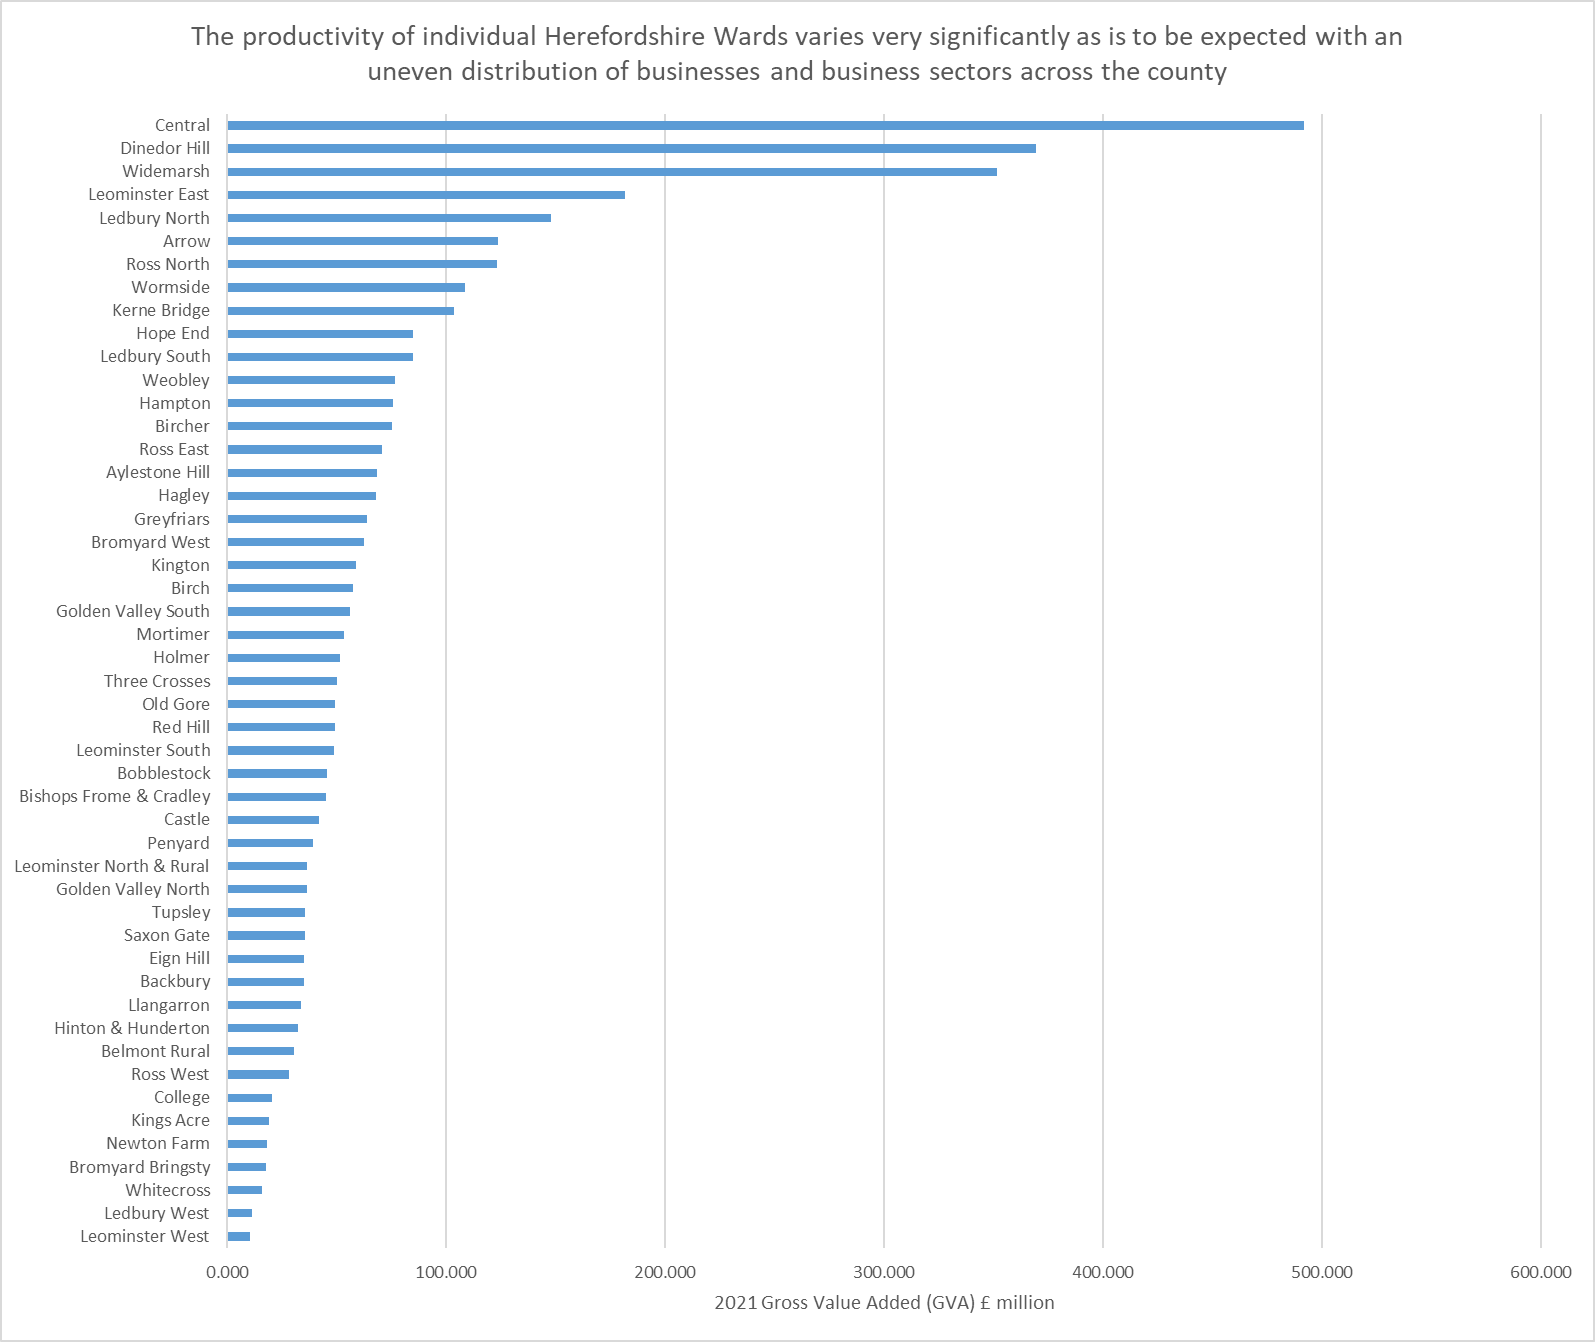 The productivity of individual Herefordshire Wards varies very significantly as is to be expected with an
uneven distribution of businesses and business sectors across the county
Central
Dinedor Hill
Widemarsh
Leominster East
Ledbury North
Arrow
Ross North
Wormside
Kerne Bridge
Hope End
Ledbury South
Weobley
Hampton
Bircher
Ross East
Aylestone Hill
Hagley
Greyfriars
Bromyard West
Kington
Birch
Golden Valley South
Mortimer
Holmer
Three Crosses
Old Gore
Red Hill
Leominster South
Bobblestock
Bishops Frome & Cradley
Castle
Penyard
Leominster North & Rural
Golden Valley North
Tupsley
Saxon Gate
Eign Hill
Backbury
Llangarron
Hinton & Hunderton
Belmont Rural
Ross West
College
Kings Acre
Newton Farm
Bromyard Bringsty
Whitecross
Ledbury West
Leominster West
0.000 100.000 200.000 300.000 400.000 500.000 600.000
2021 Gross Value Added (GVA) £ million